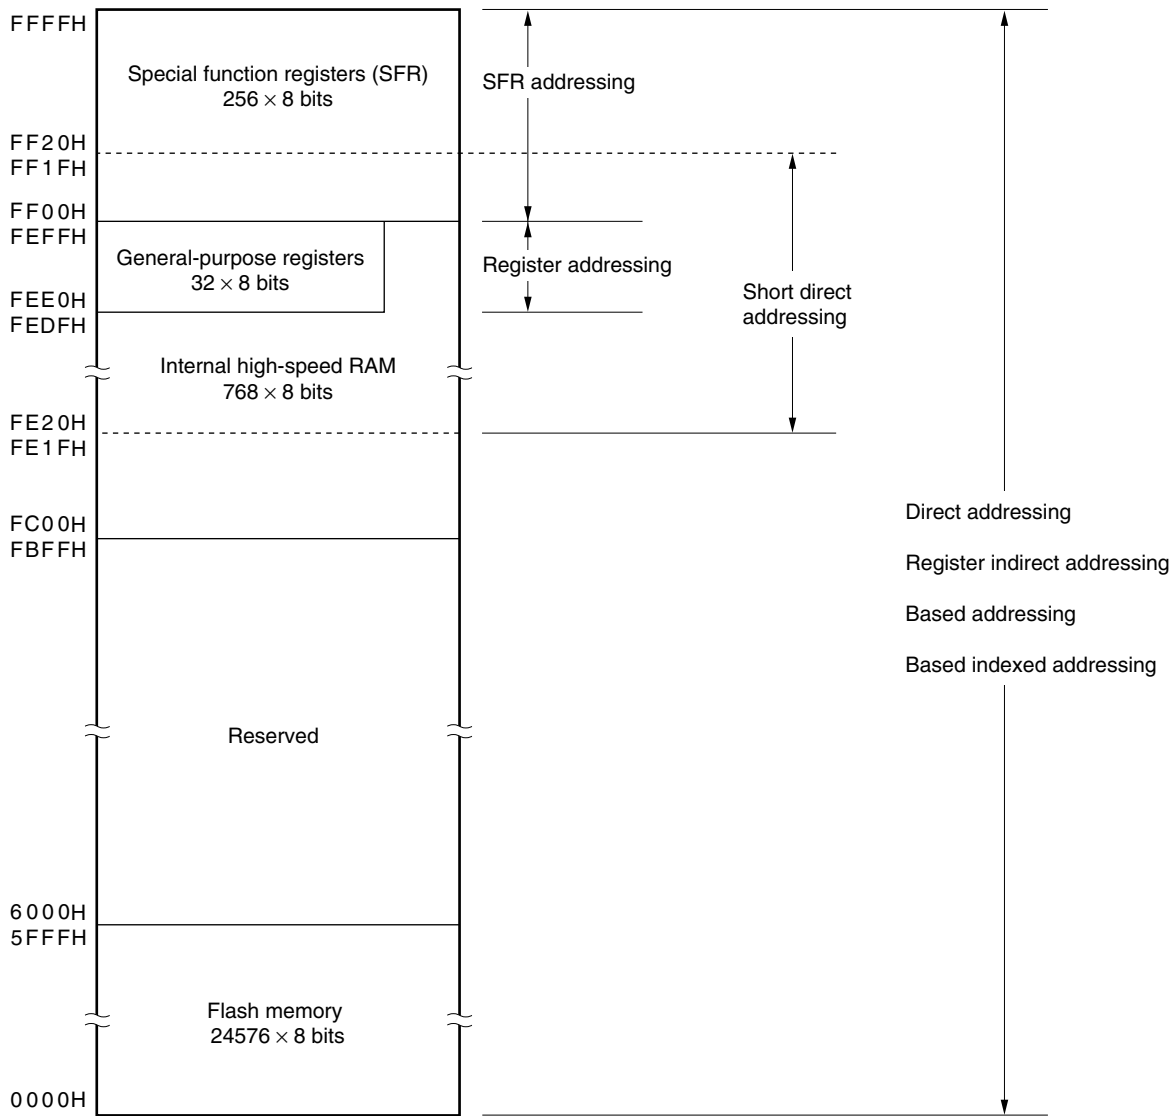 FFFFH
Special function registers (SFR)
256 × 8 bits
SFR addressing
FF20H
FF1FH
FF00H
FEFFH
General-purpose registers
32 × 8 bits
Register addressing
FEE0H
FEDFH
Short direct
addressing
Internal high-speed RAM
768 × 8 bits
FE20H
FE1FH
FC00H
FBFFH
Direct addressing
Register indirect addressing
Based addressing
Based indexed addressing
Reserved
6000H
5FFFH
Flash memory
24576 × 8 bits
0000H